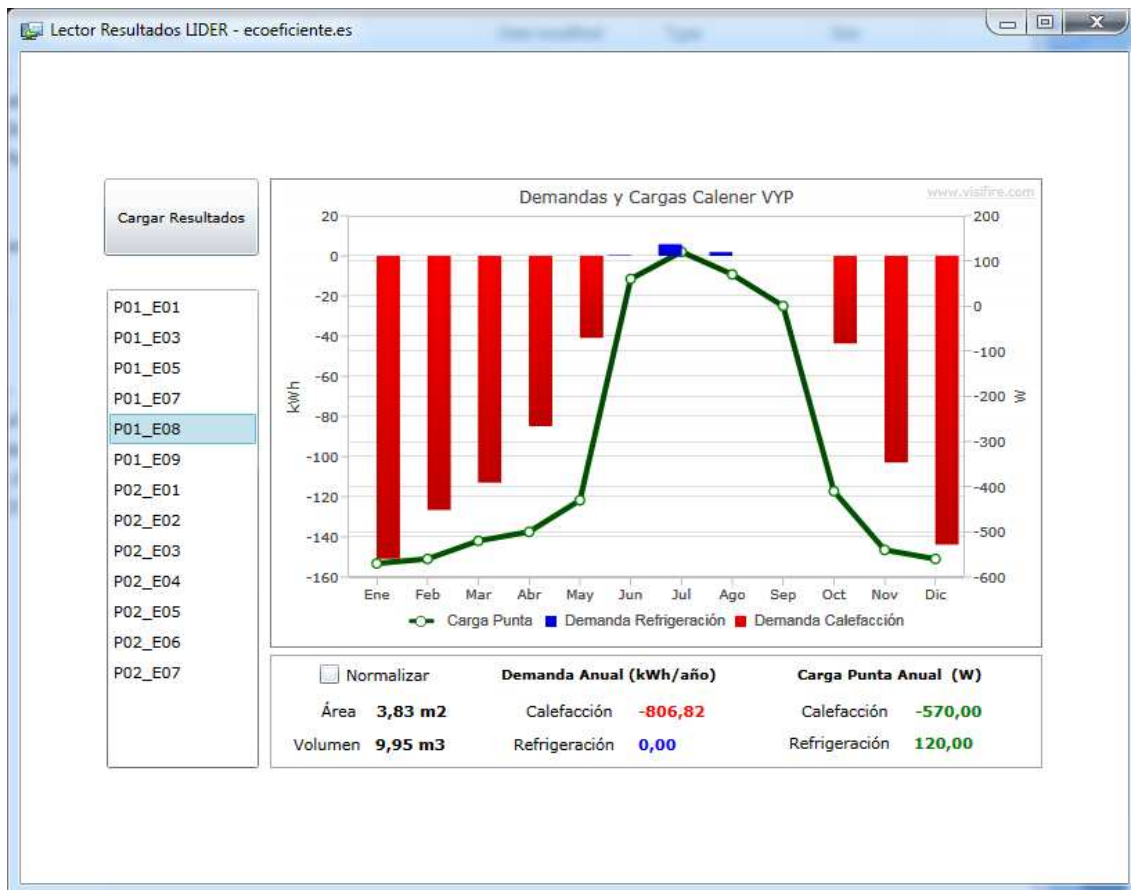 Lector Resultados LIDER - ecoeficiente.es
Date modified Type Size
Cargar Resultados
P01_E01
P01_E03
P01_E05
P01_E07
P01_E08
P01_E09
P02_E01
P02_E02
P02_E03
P02_E04
P02_E05
P02_E06
P02_E07
Demandas y Cargas Calener VYP
www.visifire.com
20
0
-20
-40
-60
-80
-100
-120
-140
-160
kWh
200
100
0
-100
-200
-300
-400
-500
-600
W
Ene Feb Mar Abr May Jun Jul Ago Sep Oct Nov Dic
Carga Punta Demanda Refrigeración Demanda Calefacción
Normalizar Demanda Anual (kWh/año) Carga Punta Anual (W)
Área 3,83 m2 Calefacción -806,82 Calefacción -570,00
Volumen 9,95 m3 Refrigeración 0,00 Refrigeración 120,00